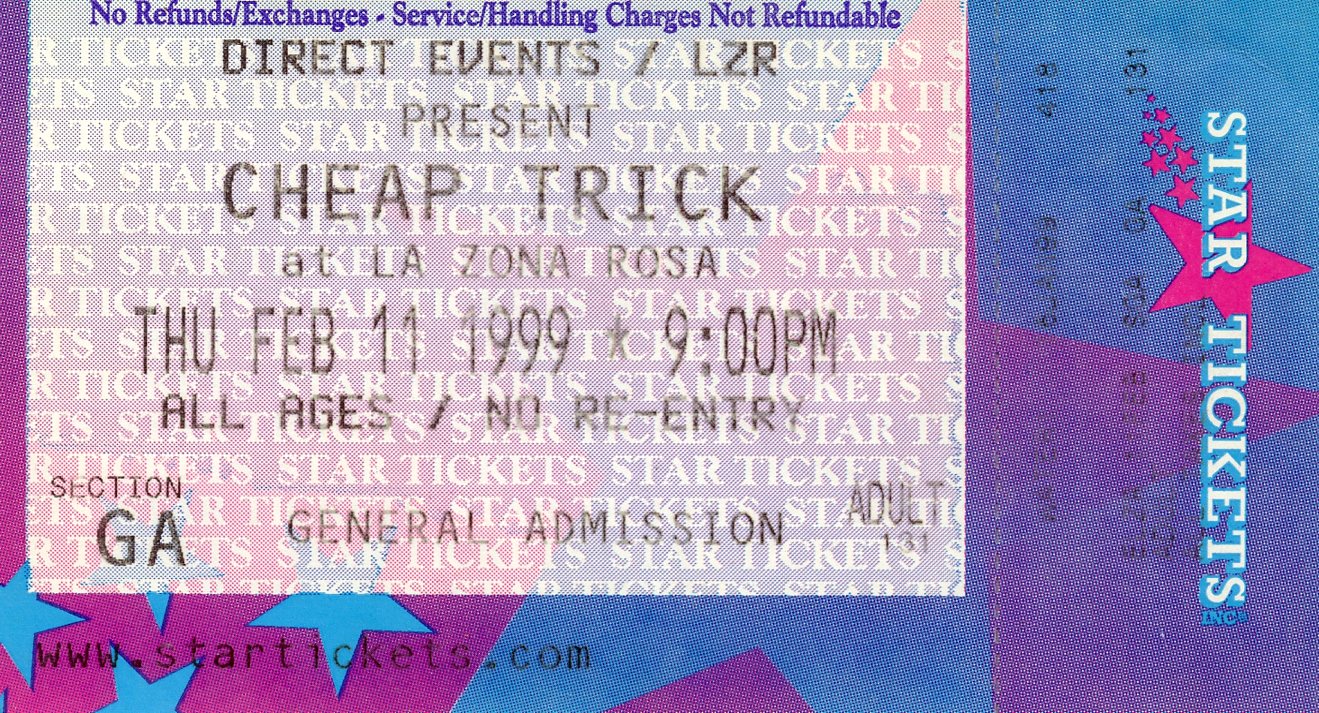 No Refunds/Exchanges - Service/Handling Charges Not Refundable
DIRECT EVENTS / LZR
PRESENT
CHEAP TRICK
at LA ZONA ROSA
THU FEB 11 1999 * 9:00PM
ALL AGES / NO RE-ENTRY
SECTION
GA
GENERAL ADMISSION
ADULT
131
www.startickets.com
418
131
GA
STAR TICKETS
INC